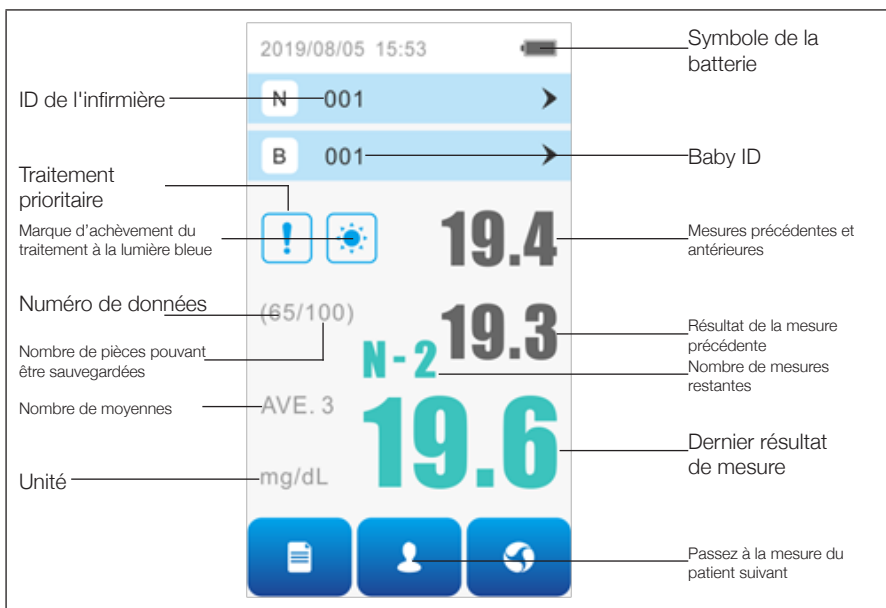 2019/08/05 15:53
Symbole de la
batterie
ID de l'infirmière
N 001
B 001
Baby ID
Traitement
prioritaire
Marque d’achèvement du
traitement à la lumière bleue
!
19.4
Mesures précédentes et
antérieures
Numéro de données
(65/100)
19.3
Résultat de la mesure
précédente
Nombre de pièces pouvant
être sauvegardées
N-2
Nombre de mesures
restantes
Nombre de moyennes
AVE. 3
19.6
Dernier résultat
de mesure
Unité
mg/dL
Passez à la mesure du
patient suivant